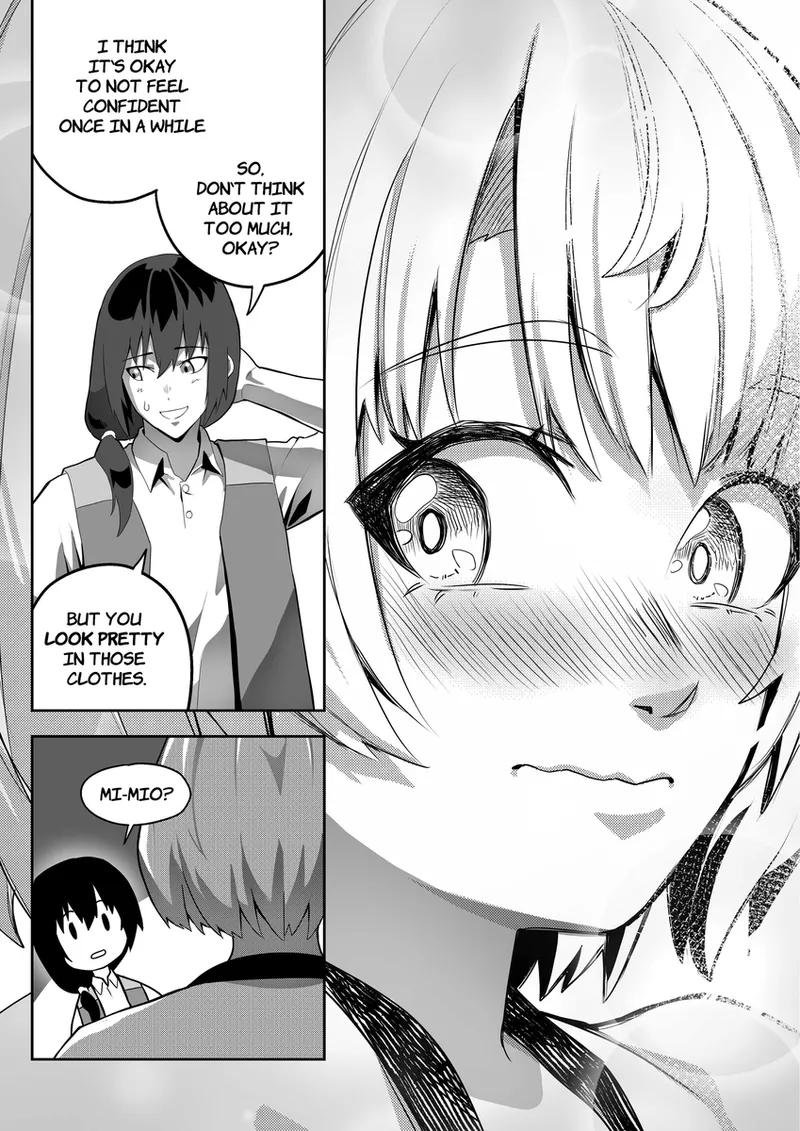 I THINK
IT'S OKAY
TO NOT FEEL
CONFIDENT
ONCE IN A WHILE
SO,
DON'T THINK
ABOUT IT
TOO MUCH,
OKAY?
BUT YOU
LOOK PRETTY
IN THOSE
CLOTHES.
MI-MIO?